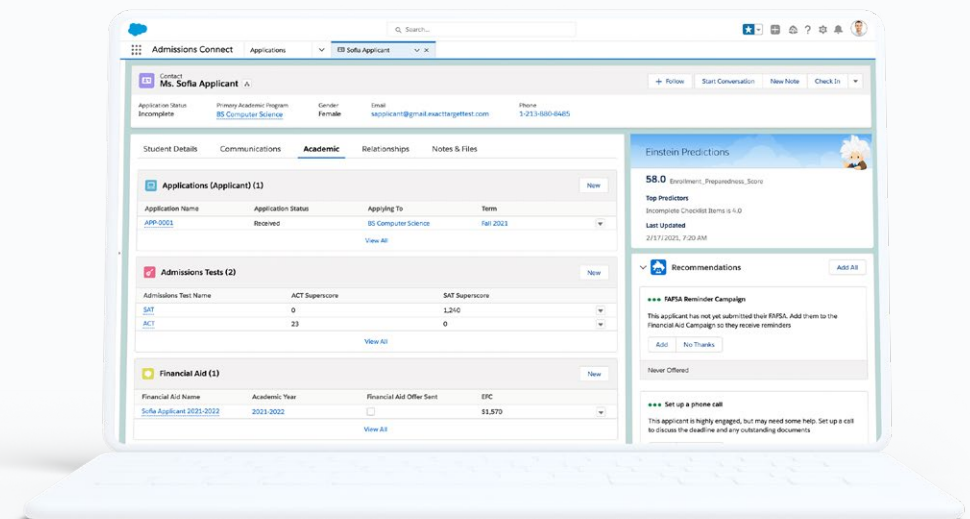 Search...
Admissions Connect
Applications
Sofia Applicant
Contact
Ms. Sofia Applicant
+ Follow
Start Conversation
New Note
Check In
Application Status
Primary Academic Program
Gender
Email
Phone
Incomplete
BS Computer Science
Female
sapplicant@gmail.exacttargettest.com
1-213-680-6485
Student Details
Communications
Academic
Relationships
Notes & Files
Applications (Applicant) (1)
New
Application Name
Application Status
Applying To
Term
APP-0001
Received
BS Computer Science
Fall 2021
View All
Admissions Tests (2)
New
Admissions Test Name
ACT Superscore
SAT Superscore
SAT
0
1,240
ACT
23
0
View All
Financial Aid (1)
New
Financial Aid Name
Academic Year
Financial Aid Offer Sent
EFC
Sofia Applicant 2021-2022
2021-2022
$1,570
View All
Einstein Predictions
58.0 Enrollment_Preparedness_Score
Top Predictors
Incomplete Checklist Items is 4.0
Last Updated
2/17/2021, 7:20 AM
Recommendations
Add All
FAFSA Reminder Campaign
This applicant has not yet submitted their FAFSA. Add them to the
Financial Aid Campaign so they receive reminders
Add
No Thanks
Never Offered
Set up a phone call
This applicant is highly engaged, but may need some help. Set up a call
to discuss the deadline and any outstanding documents